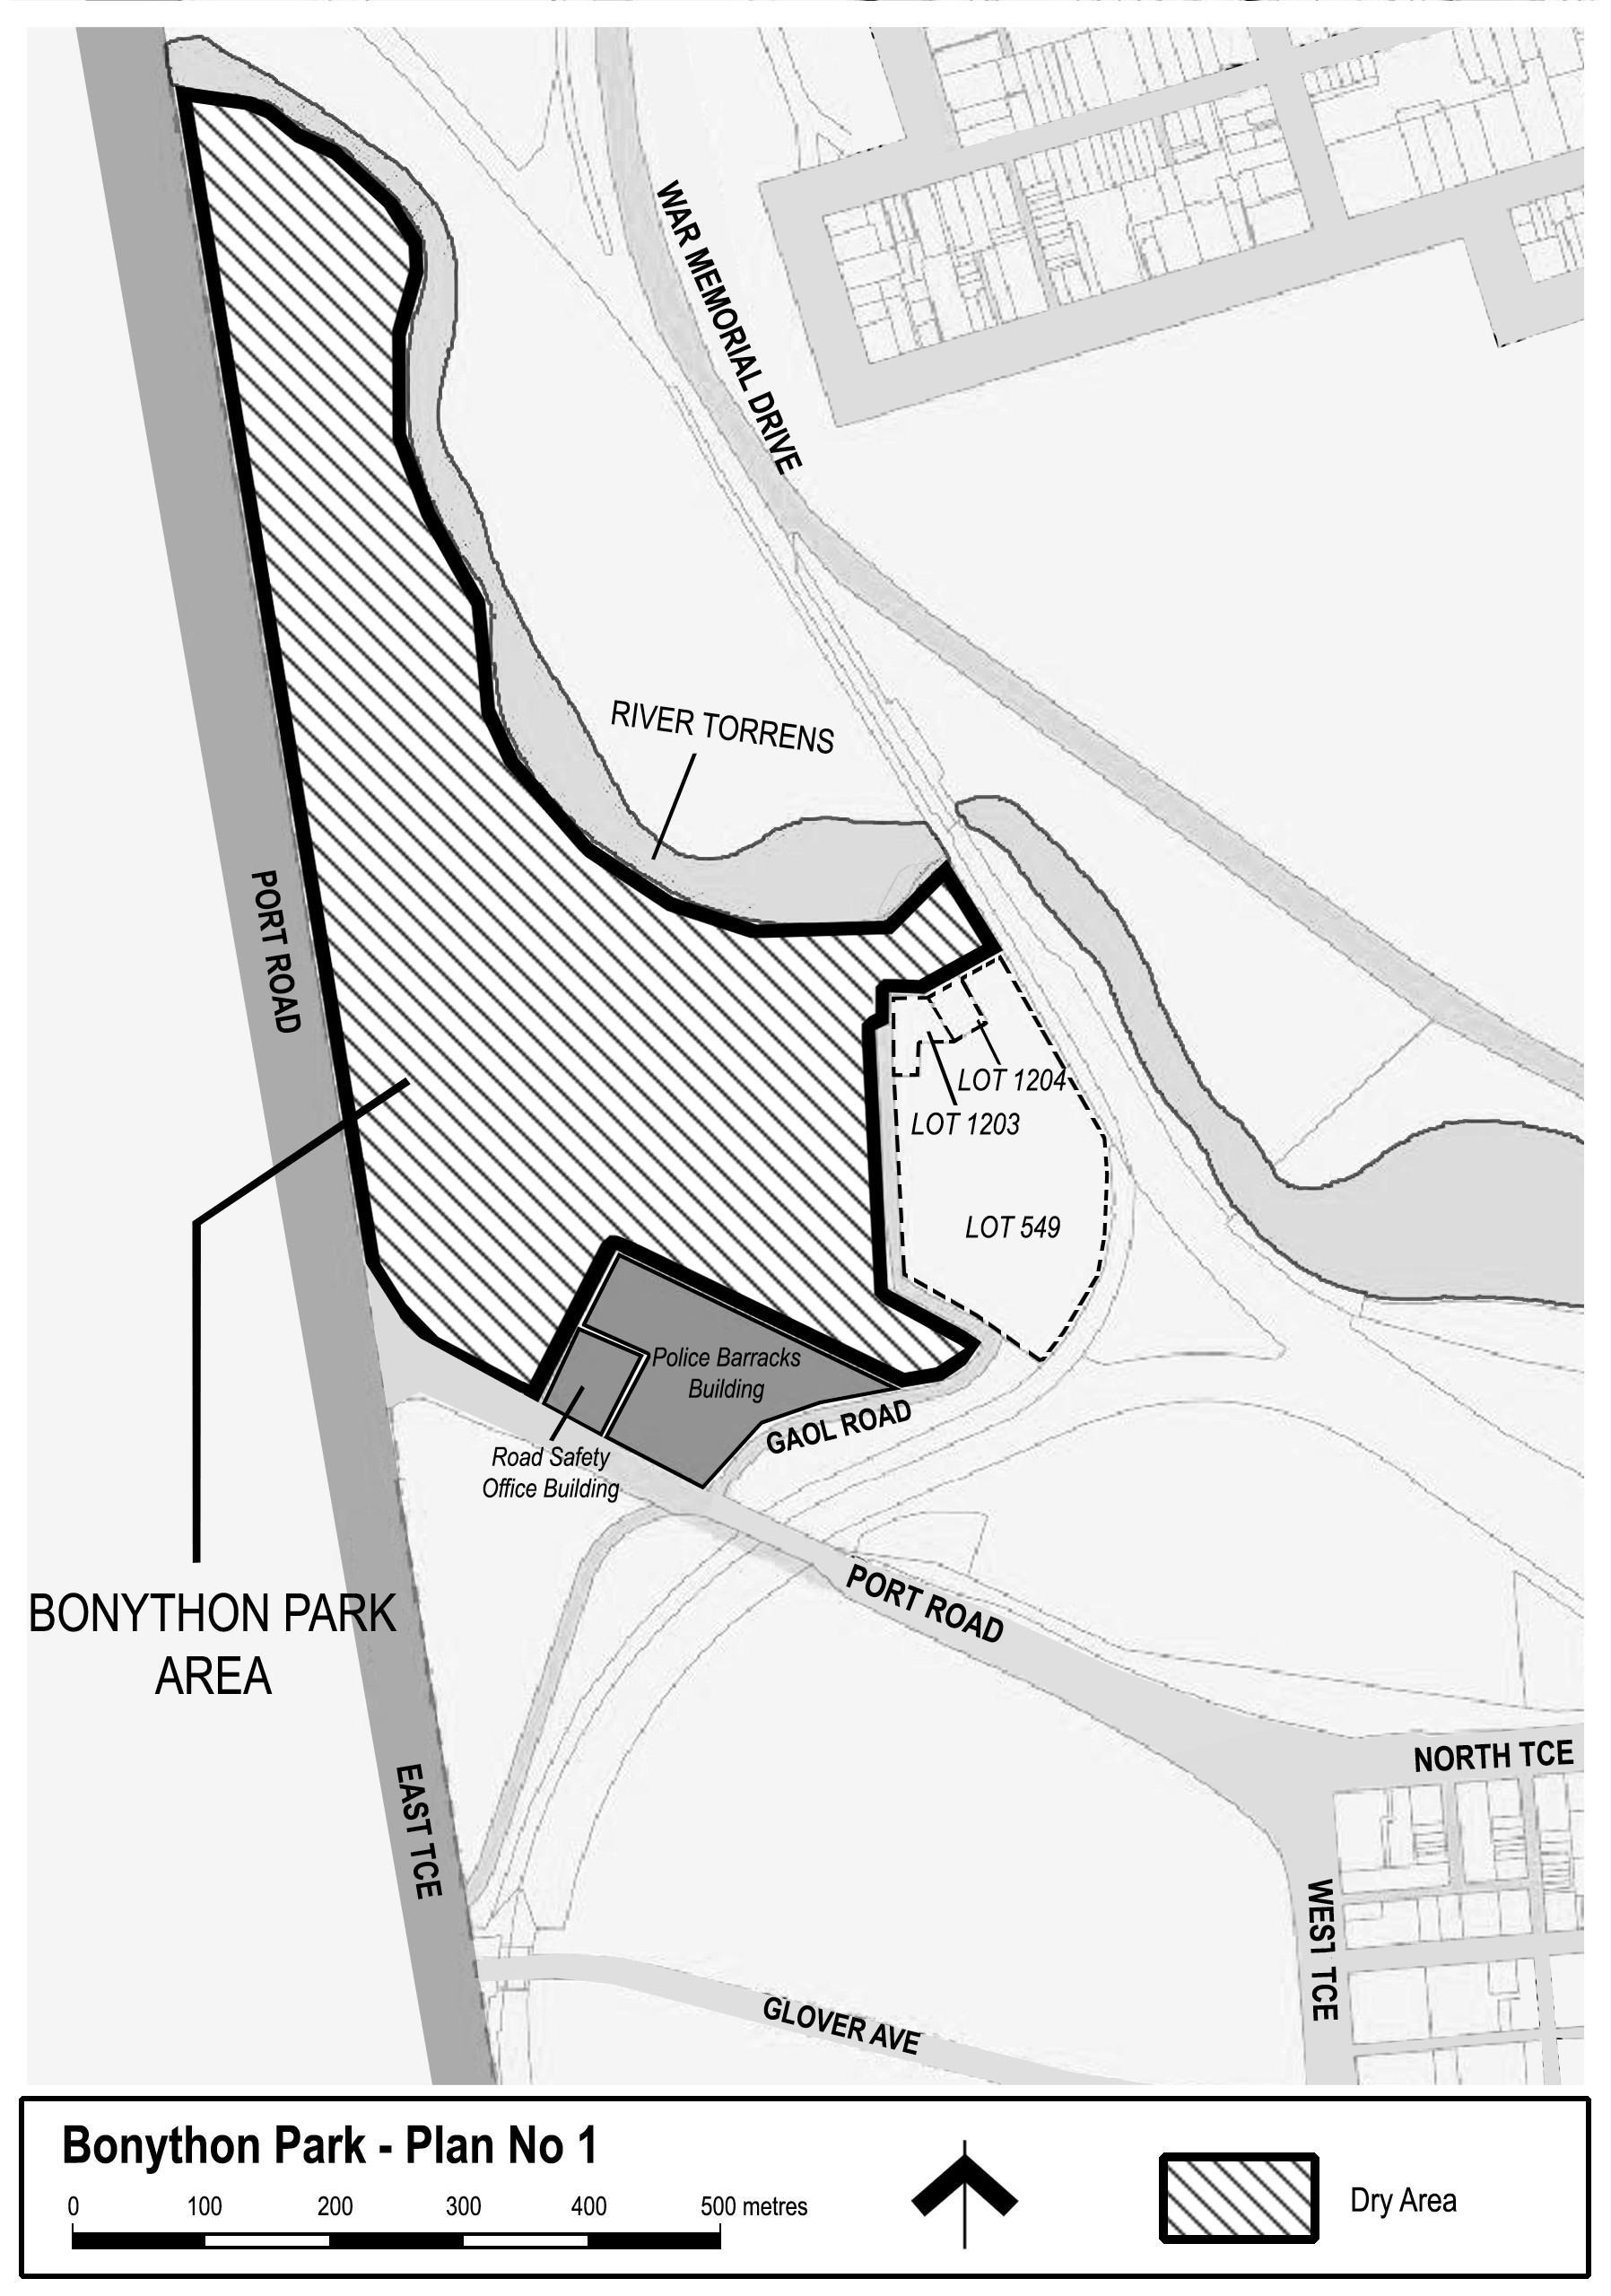 WAR MEMORIAL DRIVE
RIVER TORRENS
PORT ROAD
LOT 1204
LOT 1203
LOT 549
Police Barracks
Building
GAOL ROAD
Road Safety
Office Building
PORT ROAD
BONYTHON PARK
AREA
NORTH TCE
EAST TCE
WEST TCE
GLOVER AVE
Bonython Park - Plan No 1
0 100 200 300 400 500 metres
Dry Area